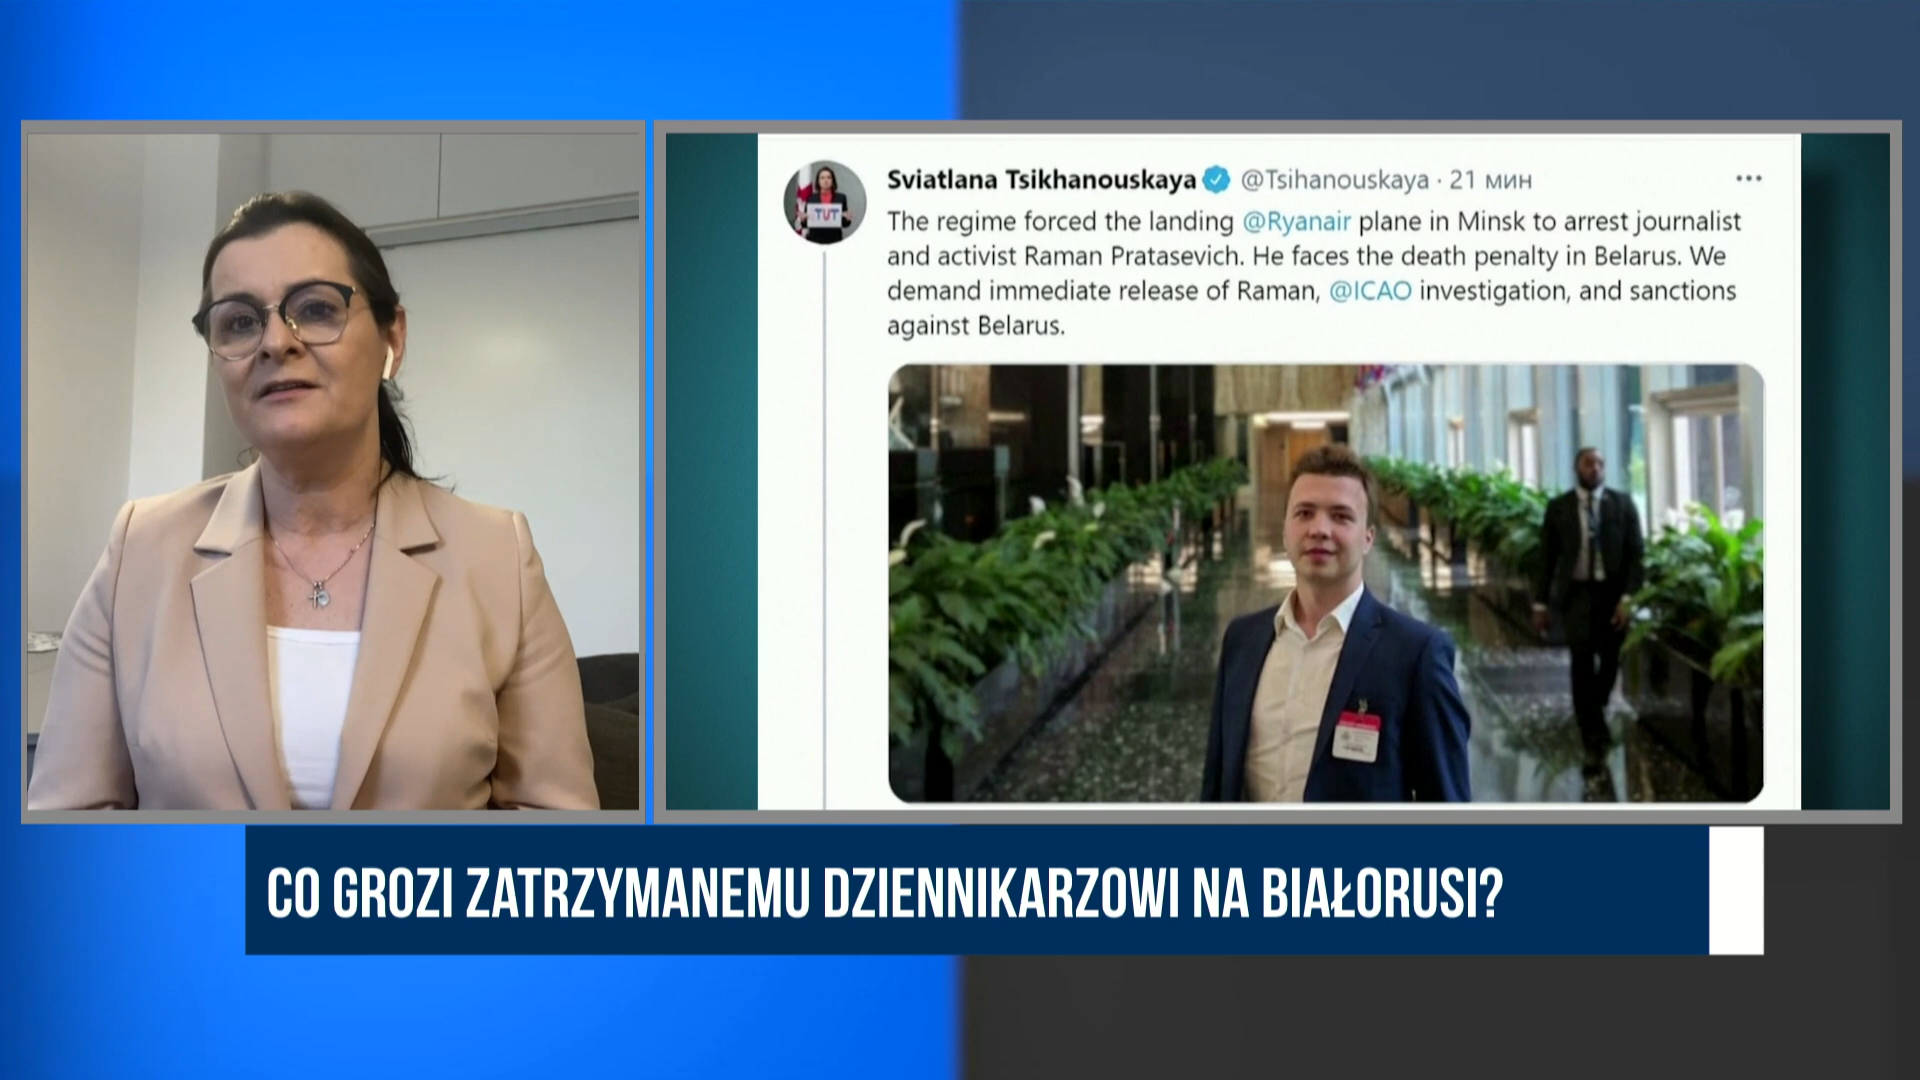 Sviatlana Tsikhanouskaya @Tsihanouskaya · 21 мин
The regime forced the landing @Ryanair plane in Minsk to arrest journalist
and activist Raman Pratasevich. He faces the death penalty in Belarus. We
demand immediate release of Raman, @ICAO investigation, and sanctions
against Belarus.
TUT
CO GROZI ZATRZYMANEMU DZIENNIKARZOWI NA BIAŁORUSI?